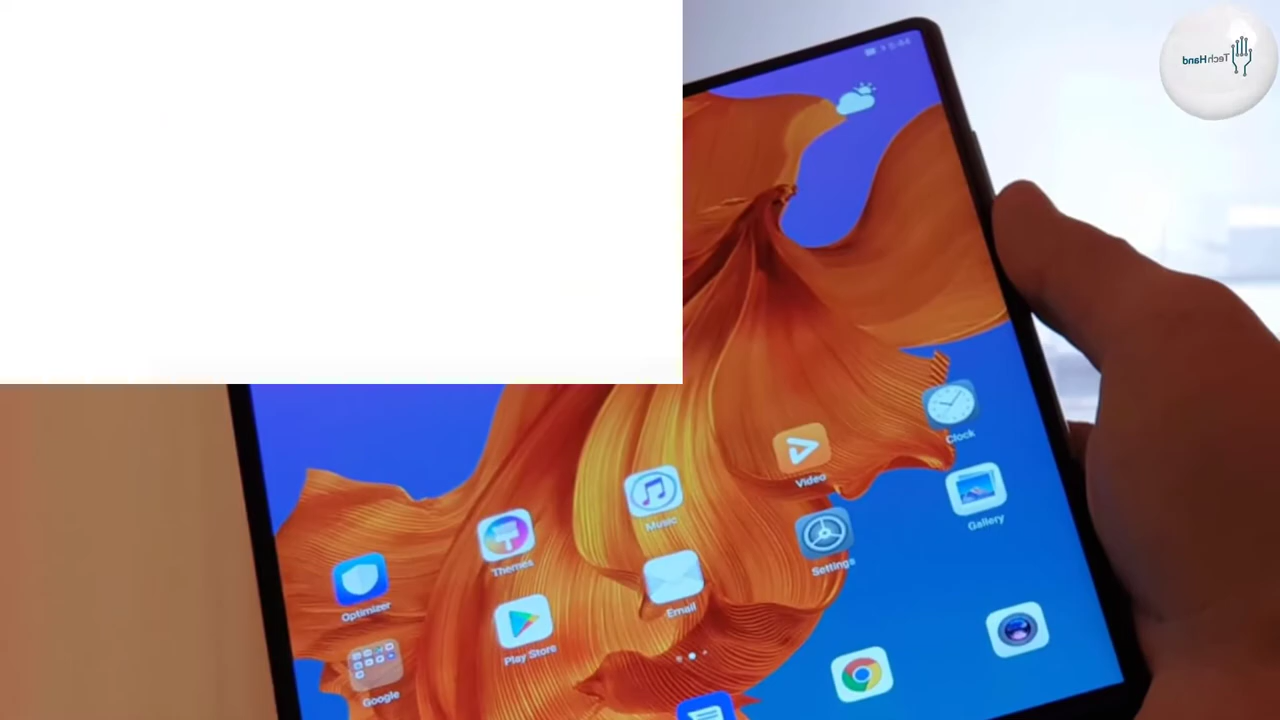 TechHand
Clock
Video
Gallery
Music
Settings
Themes
Email
Optimizer
Play Store
Google